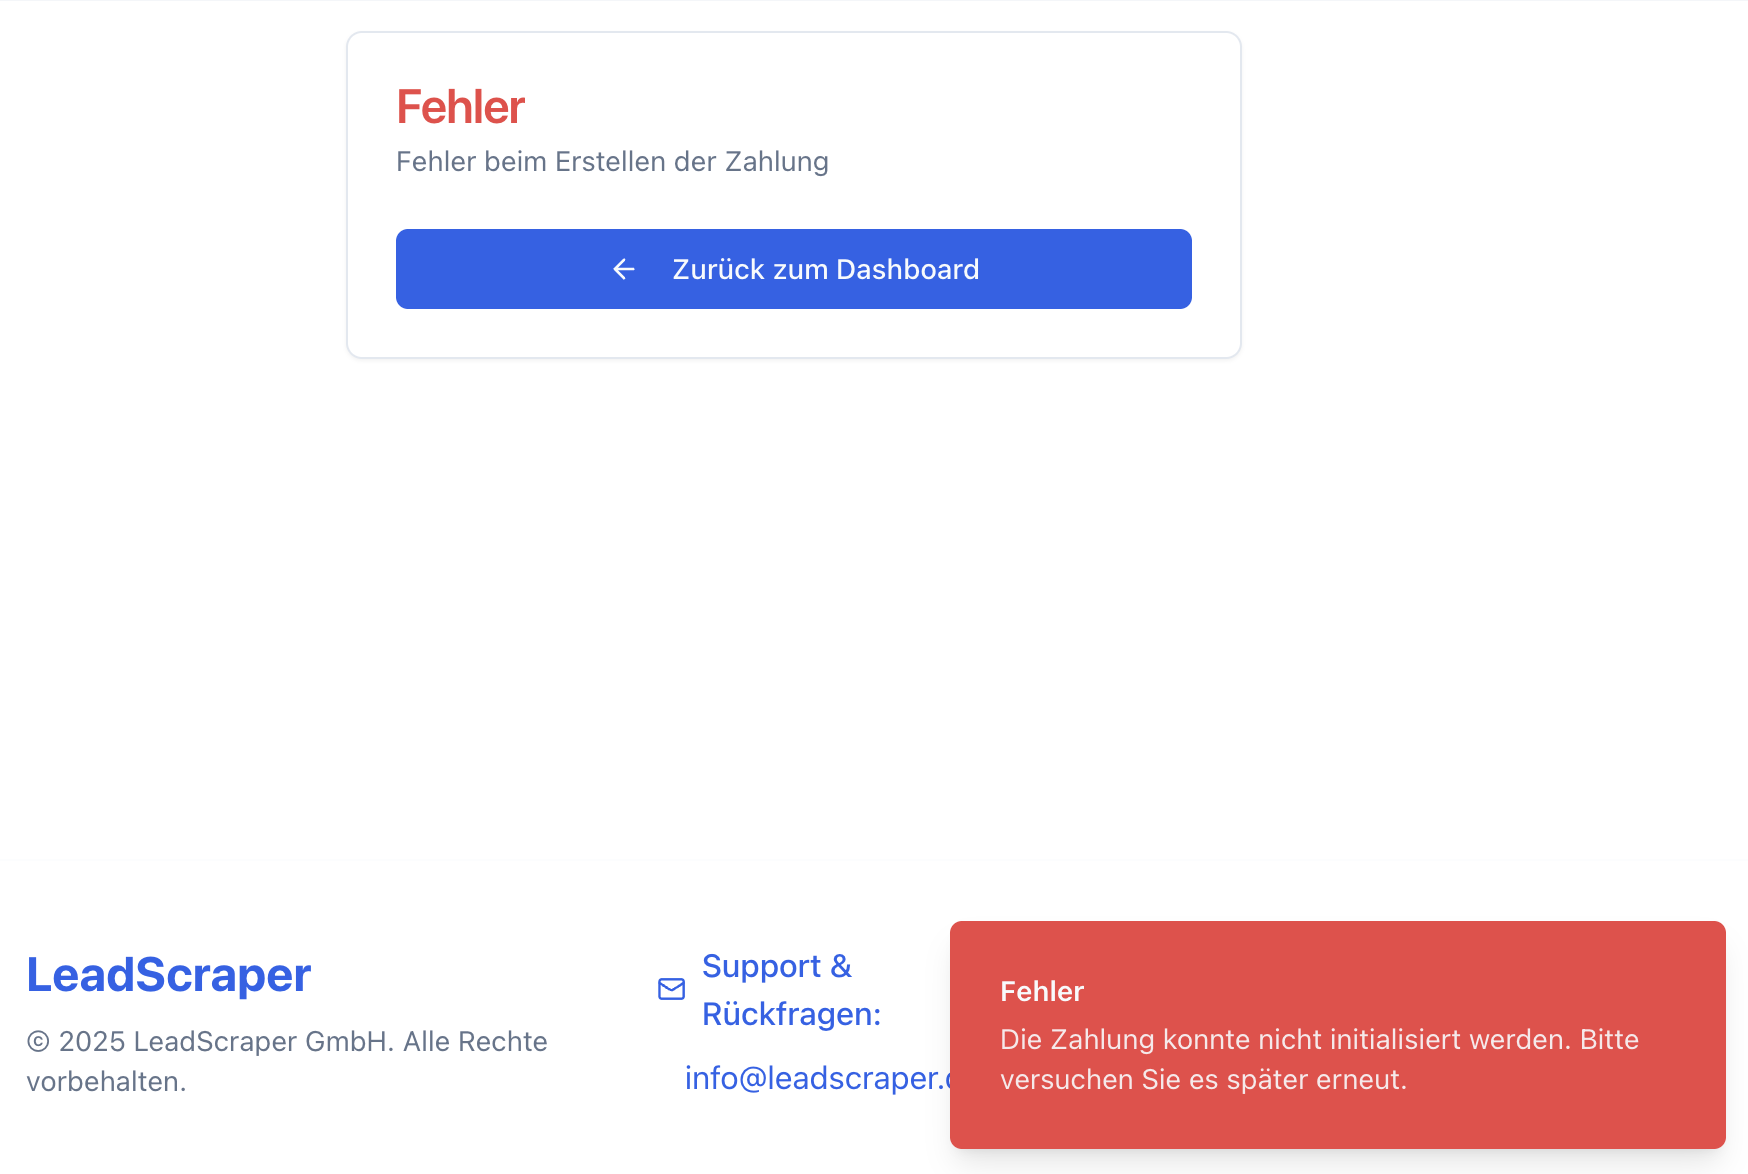 Fehler
Fehler beim Erstellen der Zahlung
Zurück zum Dashboard
LeadScraper
© 2025 LeadScraper GmbH. Alle Rechte
vorbehalten.
Support &
Rückfragen:
info@leadscraper.
Fehler
Die Zahlung konnte nicht initialisiert werden. Bitte
versuchen Sie es später erneut.